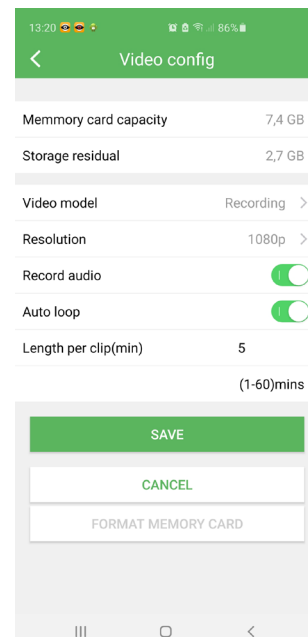 13:20 86%
Video config
Memmory card capacity 7,4 GB
Storage residual 2,7 GB
Video model Recording
Resolution 1080p
Record audio
Auto loop
Length per clip(min) 5
(1-60)mins
SAVE
CANCEL
FORMAT MEMORY CARD